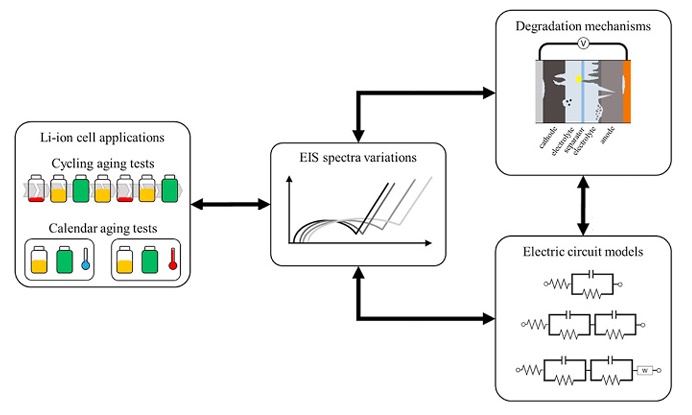 Li-ion cell applications
Cycling aging tests
Calendar aging tests
EIS spectra variations
Degradation mechanisms
V
cathode
electrolyte
separator
electrolyte
anode
Electric circuit models
W